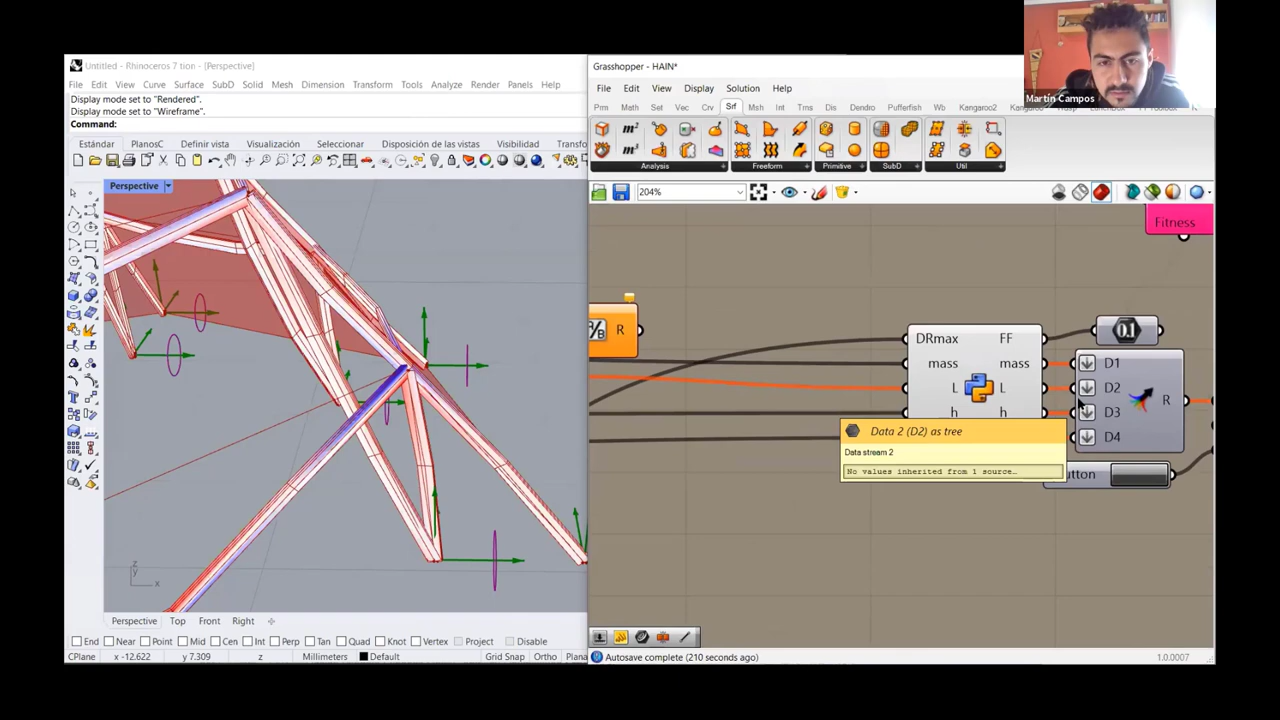 Untitled - Rhinoceros 7 tion - [Perspective]
File Edit View Curve Surface SubD Solid Mesh Dimension Transform Tools Analyze Render Panels Help
Display mode set to "Rendered".
Display mode set to "Wireframe".
Command:
Estándar PlanosC Definir vista Visualización Seleccionar Disposición de vistas Visibilidad Transfo
Perspective
z
y
x
Perspective Top Front Right
End Near Point Mid Cen Int Perp Tan Quad Knot Vertex Project Disable
CPlane x -12.622 y 7.309 z Millimeters Default Grid Snap Ortho Plana
Grasshopper - HAIN*
File Edit View Display Solution Help
Prm Math Set Vec Crv Srf Msh Int Trns Dis Dendro Pufferfish Wb Kangaroo2
m² m³
Analysis Freeform Primitive SubD Util
204%
Fitness
A/B R
DRmax FF
mass mass
L L
h h
0.1
D1
D2
D3
D4
R
Data 2 (D2) as tree
Data stream 2
No values inherited from 1 source…
utton
Autosave complete (210 seconds ago)
1.0.0007
Martín Campos